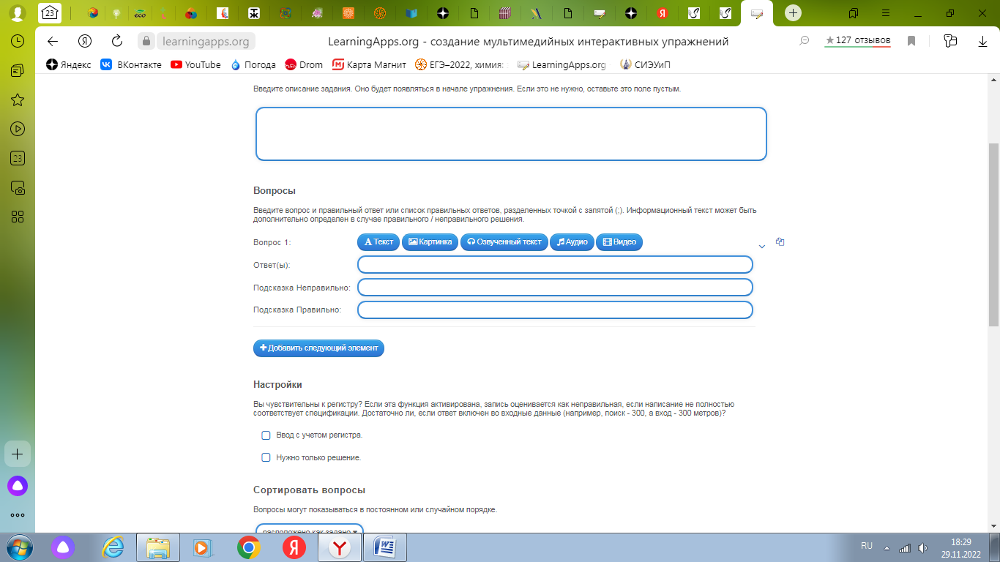 23
Ж
eco
Я
learningapps.org
LearningApps.org - создание мультимедийных интерактивных упражнений
★127 отзывов
Яндекс
ВКонтакте
YouTube
Погода
Drom
Карта Магнит
ЕГЭ–2022, химия:
LearningApps.org
СИЭУиП
Введите описание задания. Оно будет появляться в начале упражнения. Если это не нужно, оставьте это поле пустым.
Вопросы
Введите вопрос и правильный ответ или список правильных ответов, разделенных точкой с запятой (;). Информационный текст может быть
дополнительно определен в случае правильного / неправильного решения.
Вопрос 1:
Текст
Картинка
Озвученный текст
Аудио
Видео
Ответ(ы):
Подсказка Неправильно:
Подсказка Правильно:
Добавить следующий элемент
Настройки
Вы чувствительны к регистру? Если эта функция активирована, запись оценивается как неправильная, если написание не полностью
соответствует спецификации. Достаточно ли, если ответ включен во входные данные (например, поиск - 300, а вход - 300 метров)?
Ввод с учетом регистра.
Нужно только решение.
Сортировать вопросы
Вопросы могут показываться в постоянном или случайном порядке.
расположено как задано
23
RU
18:29
29.11.2022